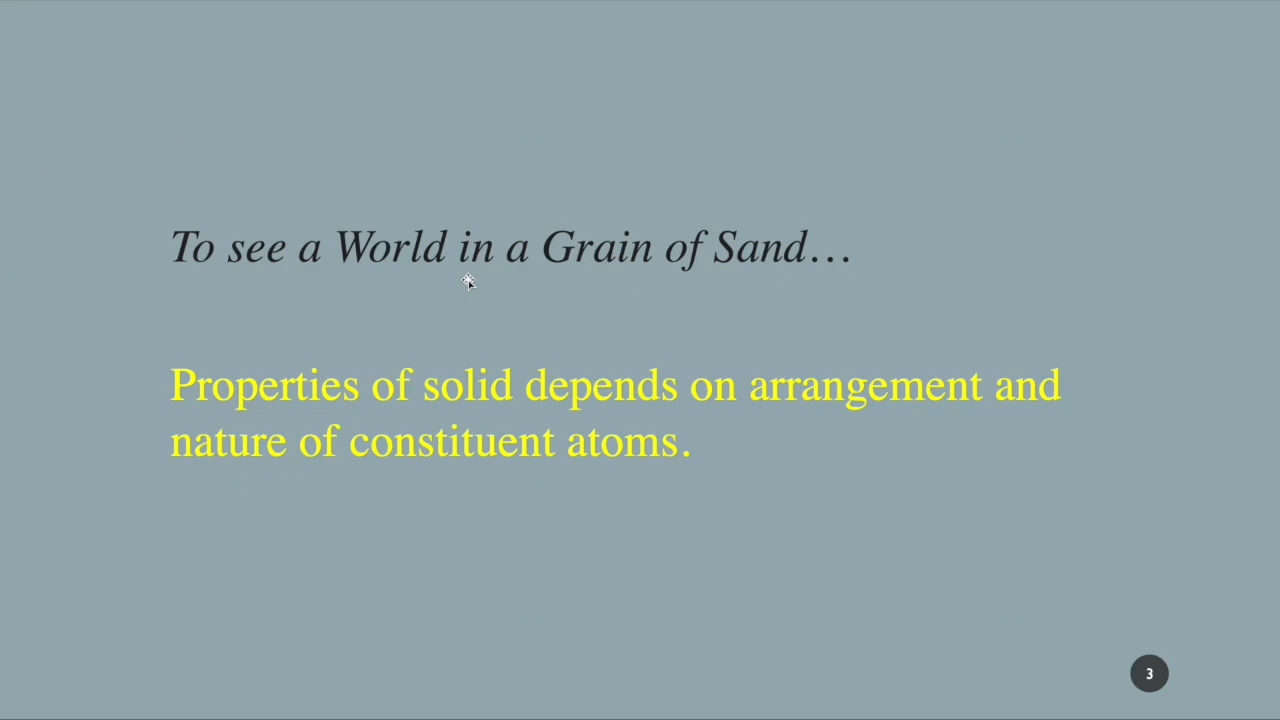 To see a World in a Grain of Sand…
Properties of solid depends on arrangement and
nature of constituent atoms.
3